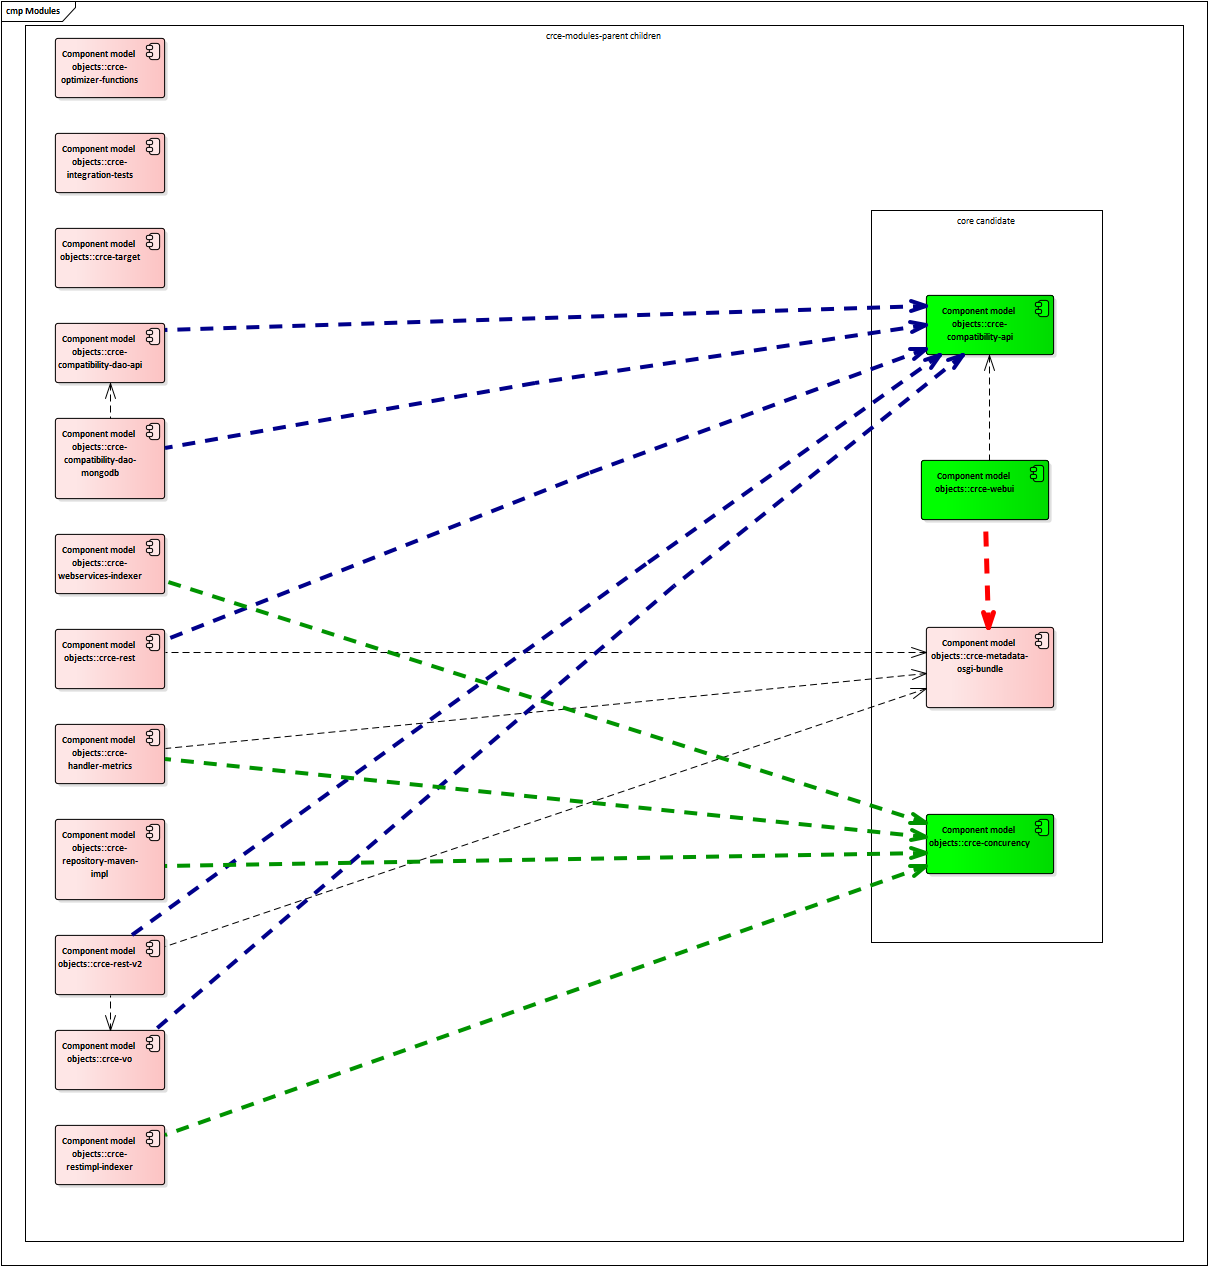 cmp Modules
crce-modules-parent children
Component model
objects::crce-
optimizer-functions
Component model
objects::crce-
integration-tests
Component model
objects::crce-target
core candidate
Component model
objects::crce-
compatibility-api
Component model
objects::crce-
compatibility-dao-api
Component model
objects::crce-
compatibility-dao-
mongodb
Component model
objects::crce-webui
Component model
objects::crce-
webservices-indexer
Component model
objects::crce-rest
Component model
objects::crce-metadata-
osgi-bundle
Component model
objects::crce-
handler-metrics
Component model
objects::crce-
repository-maven-
impl
Component model
objects::crce-concurency
Component model
objects::crce-rest-v2
Component model
objects::crce-vo
Component model
objects::crce-
restimpl-indexer